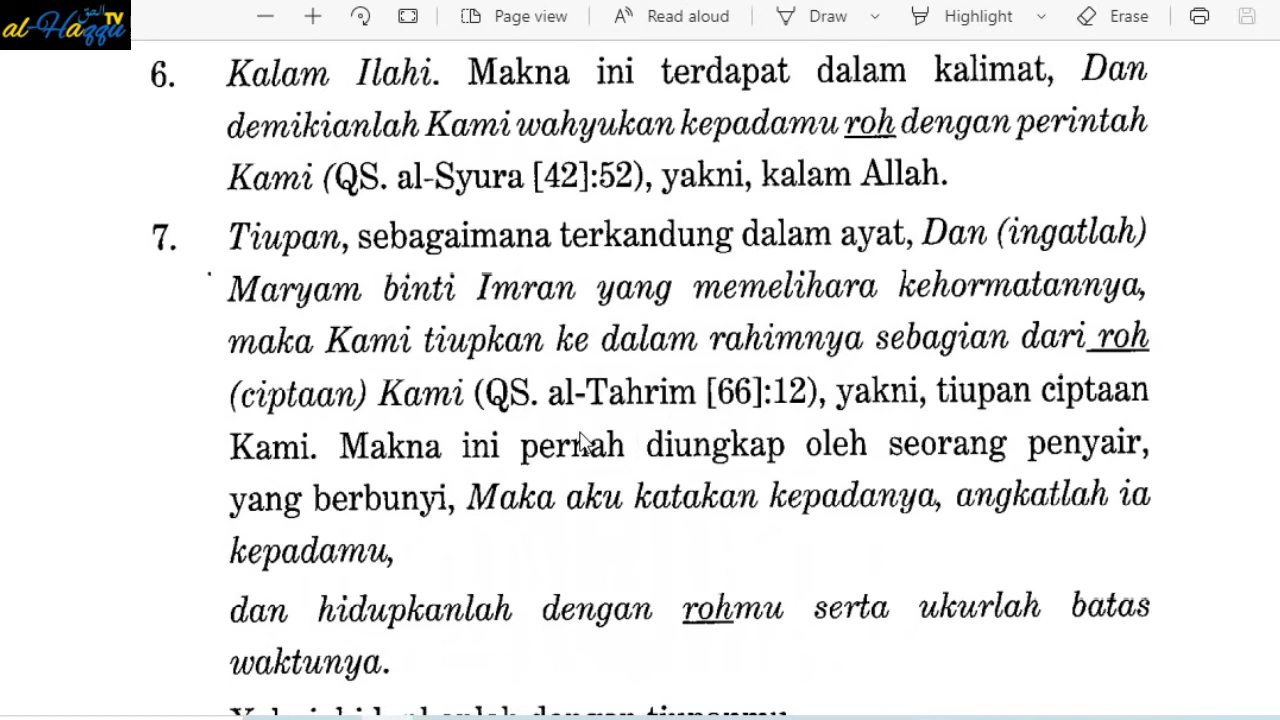 al-Haqqu TV
الحق
Page view
Read aloud
Draw
Highlight
Erase
6. Kalam Ilahi. Makna ini terdapat dalam kalimat, Dan
demikianlah Kami wahyukan kepadamu roh dengan perintah
Kami (QS. al-Syura [42]:52), yakni, kalam Allah.
7. Tiupan, sebagaimana terkandung dalam ayat, Dan (ingatlah)
Maryam binti Imran yang memelihara kehormatannya,
maka Kami tiupkan ke dalam rahimnya sebagian dari roh
(ciptaan) Kami (QS. al-Tahrim [66]:12), yakni, tiupan ciptaan
Kami. Makna ini pernah diungkap oleh seorang penyair,
yang berbunyi, Maka aku katakan kepadanya, angkatlah ia
kepadamu,
dan hidupkanlah dengan rohmu serta ukurlah batas
waktunya.